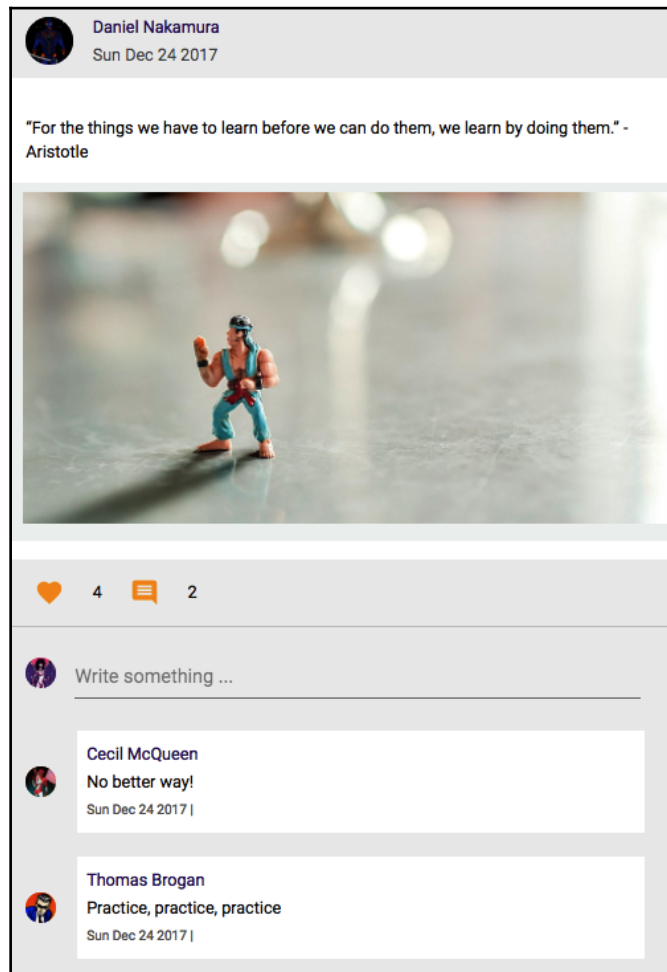 Daniel Nakamura
Sun Dec 24 2017
“For the things we have to learn before we can do them, we learn by doing them.” -
Aristotle
4 2
Write something ...
Cecil McQueen
No better way!
Sun Dec 24 2017 |
Thomas Brogan
Practice, practice, practice
Sun Dec 24 2017 |